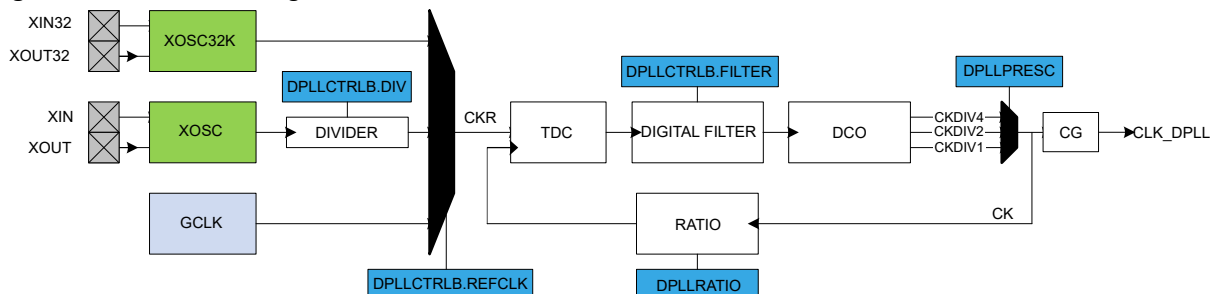 XIN32
XOUT32
XOSC32K
XIN
XOUT
XOSC
DPLLCTRLB.DIV
DIVIDER
GCLK
DPLLCTRLB.REFCLK
CKR
TDC
DPLLCTRLB.FILTER
DIGITAL FILTER
DCO
CKDIV4
CKDIV2
CKDIV1
DPLLPRESC
CG
CLK_DPLL
CK
RATIO
DPLLRATIO